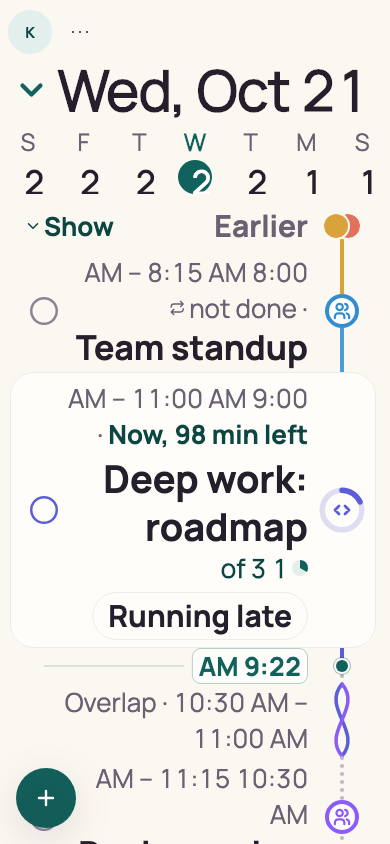 K ...
Wed, Oct 21
S F T W T M S
2 2 2 2 2 1 1
Show Earlier
AM – 8:15 AM 8:00
not done ·
Team standup
AM – 11:00 AM 9:00
· Now, 98 min left
Deep work:
roadmap
of 3 1
Running late
AM 9:22
Overlap · 10:30 AM –
11:00 AM
AM – 11:15 10:30
AM